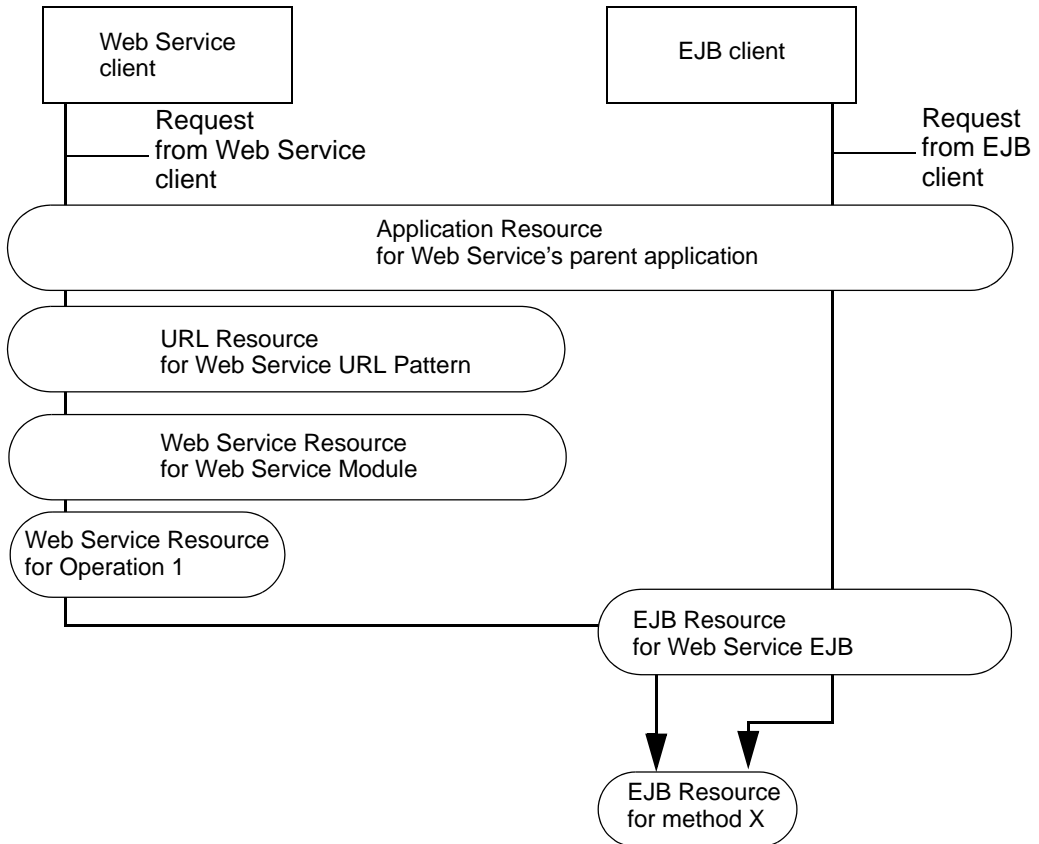 Web Service
client
EJB client
Request
from Web Service
client
Request
from EJB
client
Application Resource
for Web Service’s parent application
URL Resource
for Web Service URL Pattern
Web Service Resource
for Web Service Module
Web Service Resource
for Operation 1
EJB Resource
for Web Service EJB
EJB Resource
for method X